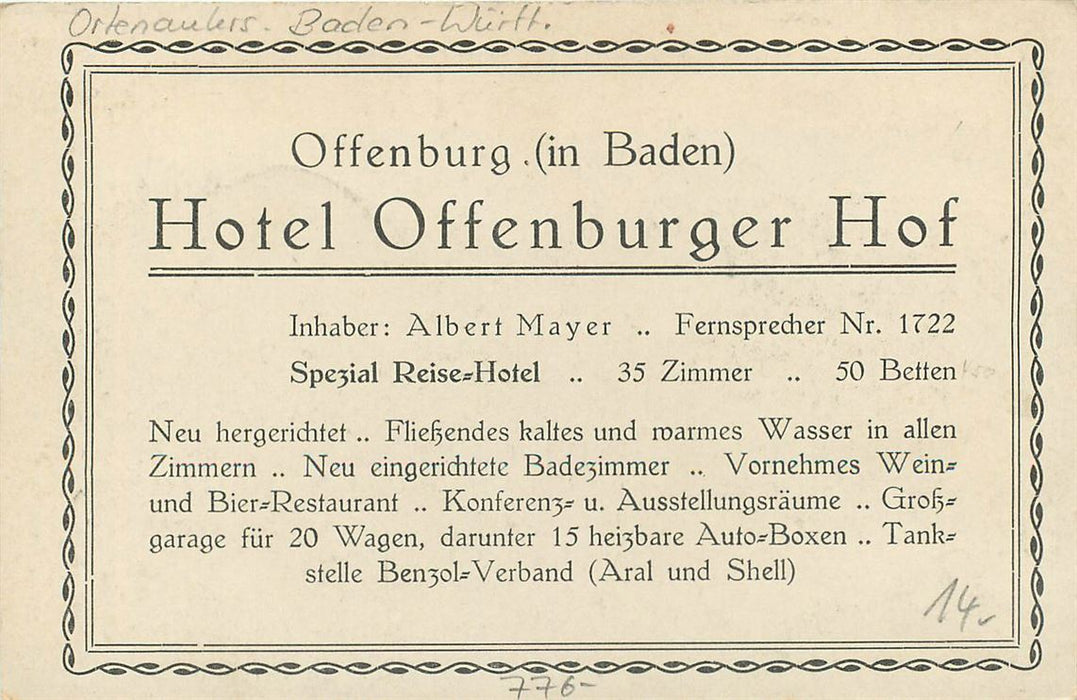 Ortenaukrs. Baden-Württ.
Offenburg (in Baden)
Hotel Offenburger Hof
Inhaber: Albert Mayer .. Fernsprecher Nr. 1722
Spezial Reise-Hotel .. 35 Zimmer .. 50 Betten
Neu hergerichtet .. Fließendes kaltes und warmes Wasser in allen
Zimmern .. Neu eingerichtete Badezimmer .. Vornehmes Wein-
und Bier-Restaurant .. Konferenz- u. Ausstellungsräume .. Groß-
garage für 20 Wagen, darunter 15 heizbare Auto-Boxen .. Tank-
stelle Benzol-Verband (Aral und Shell)
14.-
776-